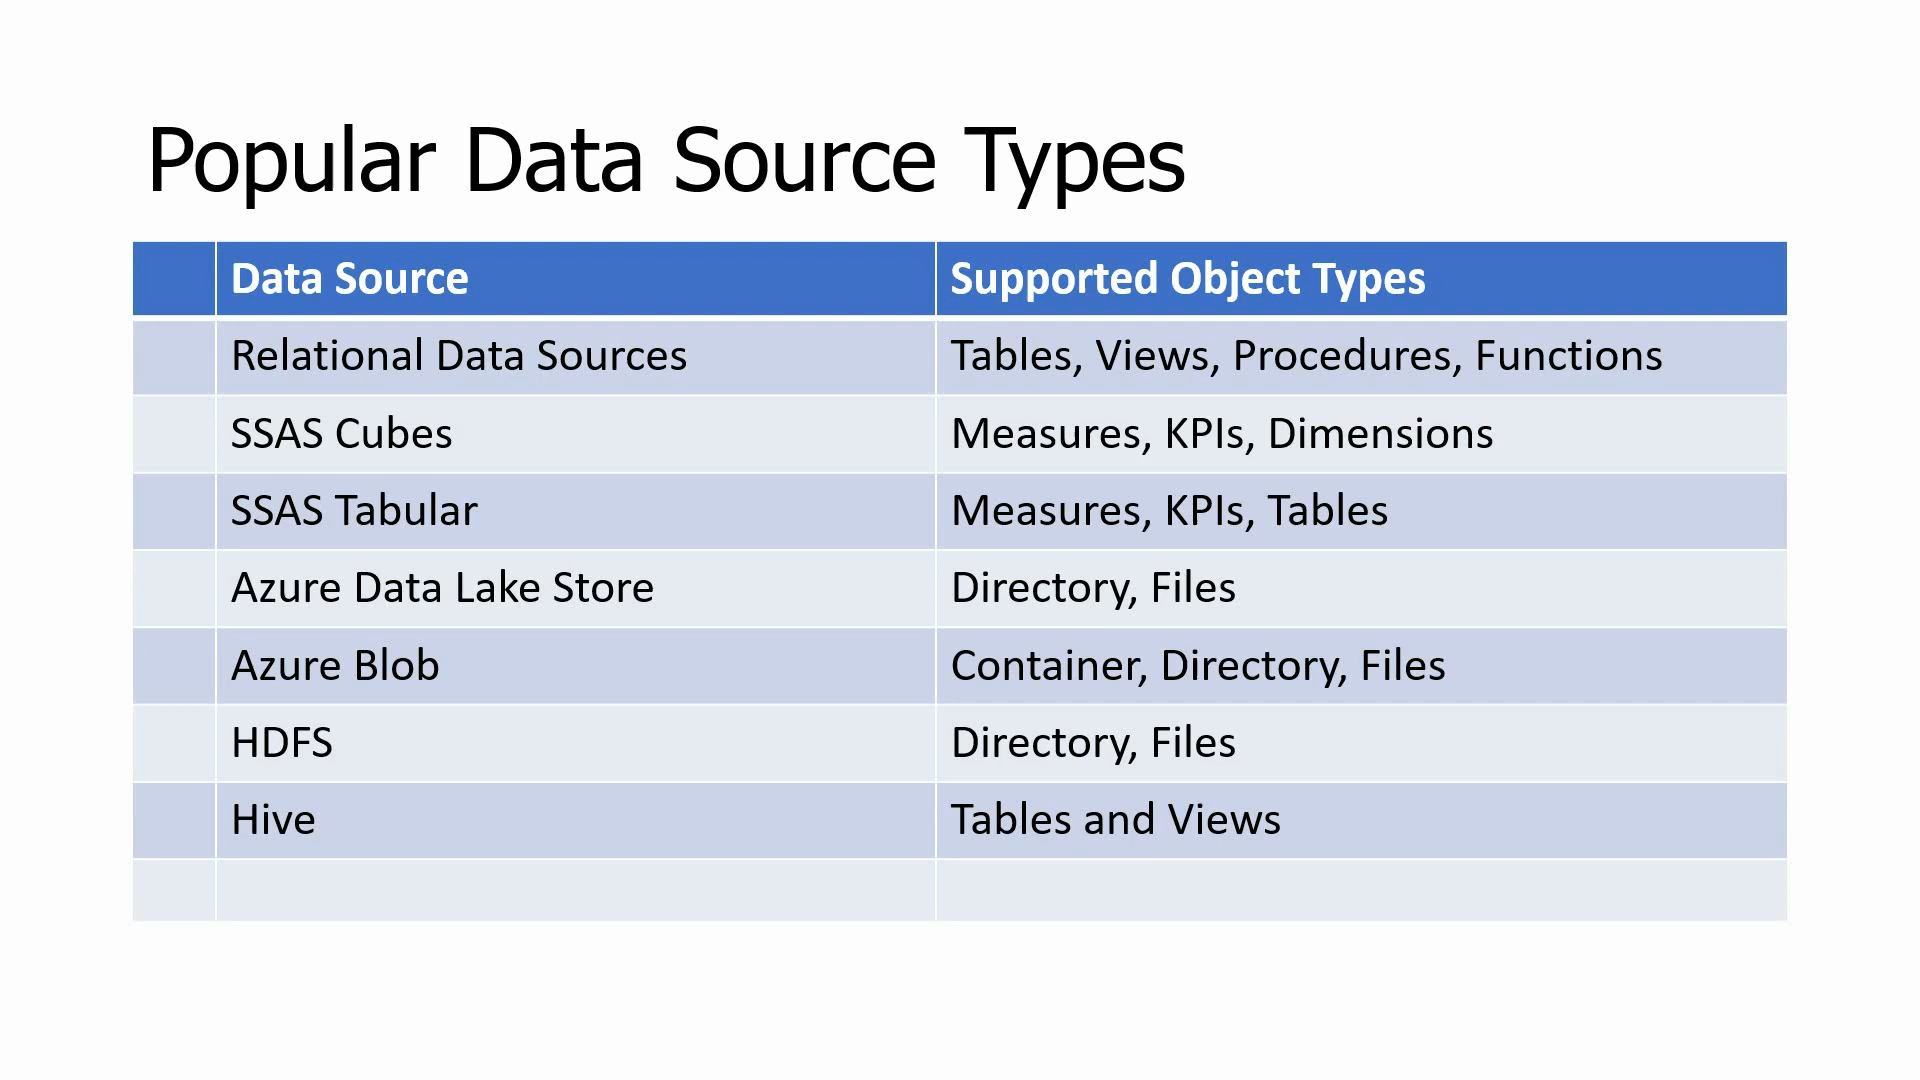 Popular Data Source Types
Data Source Supported Object Types
Relational Data Sources Tables, Views, Procedures, Functions
SSAS Cubes Measures, KPIs, Dimensions
SSAS Tabular Measures, KPIs, Tables
Azure Data Lake Store Directory, Files
Azure Blob Container, Directory, Files
HDFS Directory, Files
Hive Tables and Views